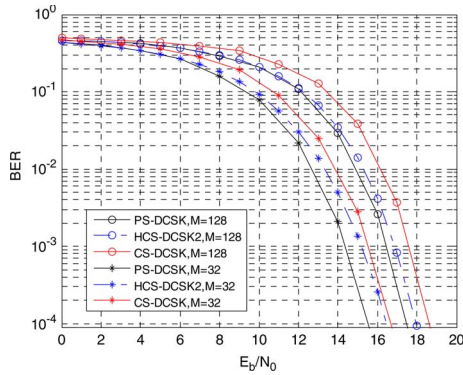 10^0
10^-1
10^-2
10^-3
10^-4
BER
PS-DCSK,M=128
HCS-DCSK2,M=128
CS-DCSK,M=128
PS-DCSK,M=32
HCS-DCSK2,M=32
CS-DCSK,M=32
0 2 4 6 8 10 12 14 16 18 20
E_b/N_0